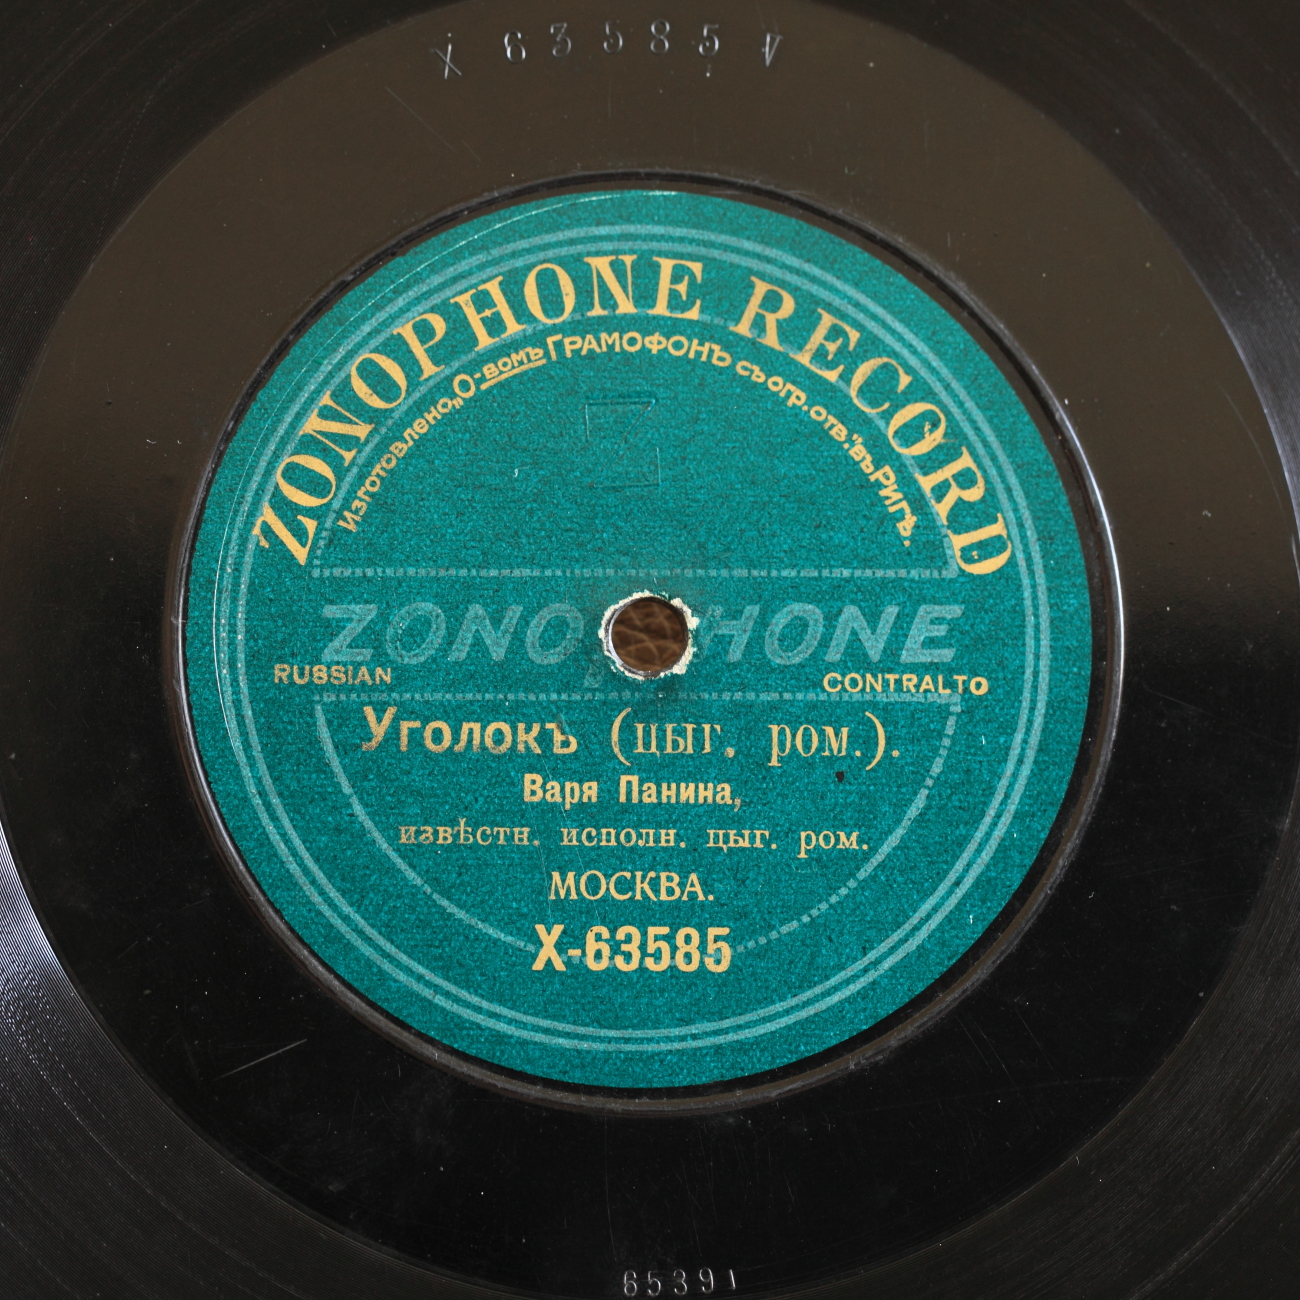 X 63585 V
ZONOPHONE RECORD
Изготовлено „О-вомъ ГРАМОФОНЪ съ огр. отв.“ въ Ригѣ.
ZONOPHONE
RUSSIAN CONTRALTO
Уголокъ (цыг. ром.).
Варя Панина,
извѣстн. исполн. цыг. ром.
МОСКВА.
X-63585
65391